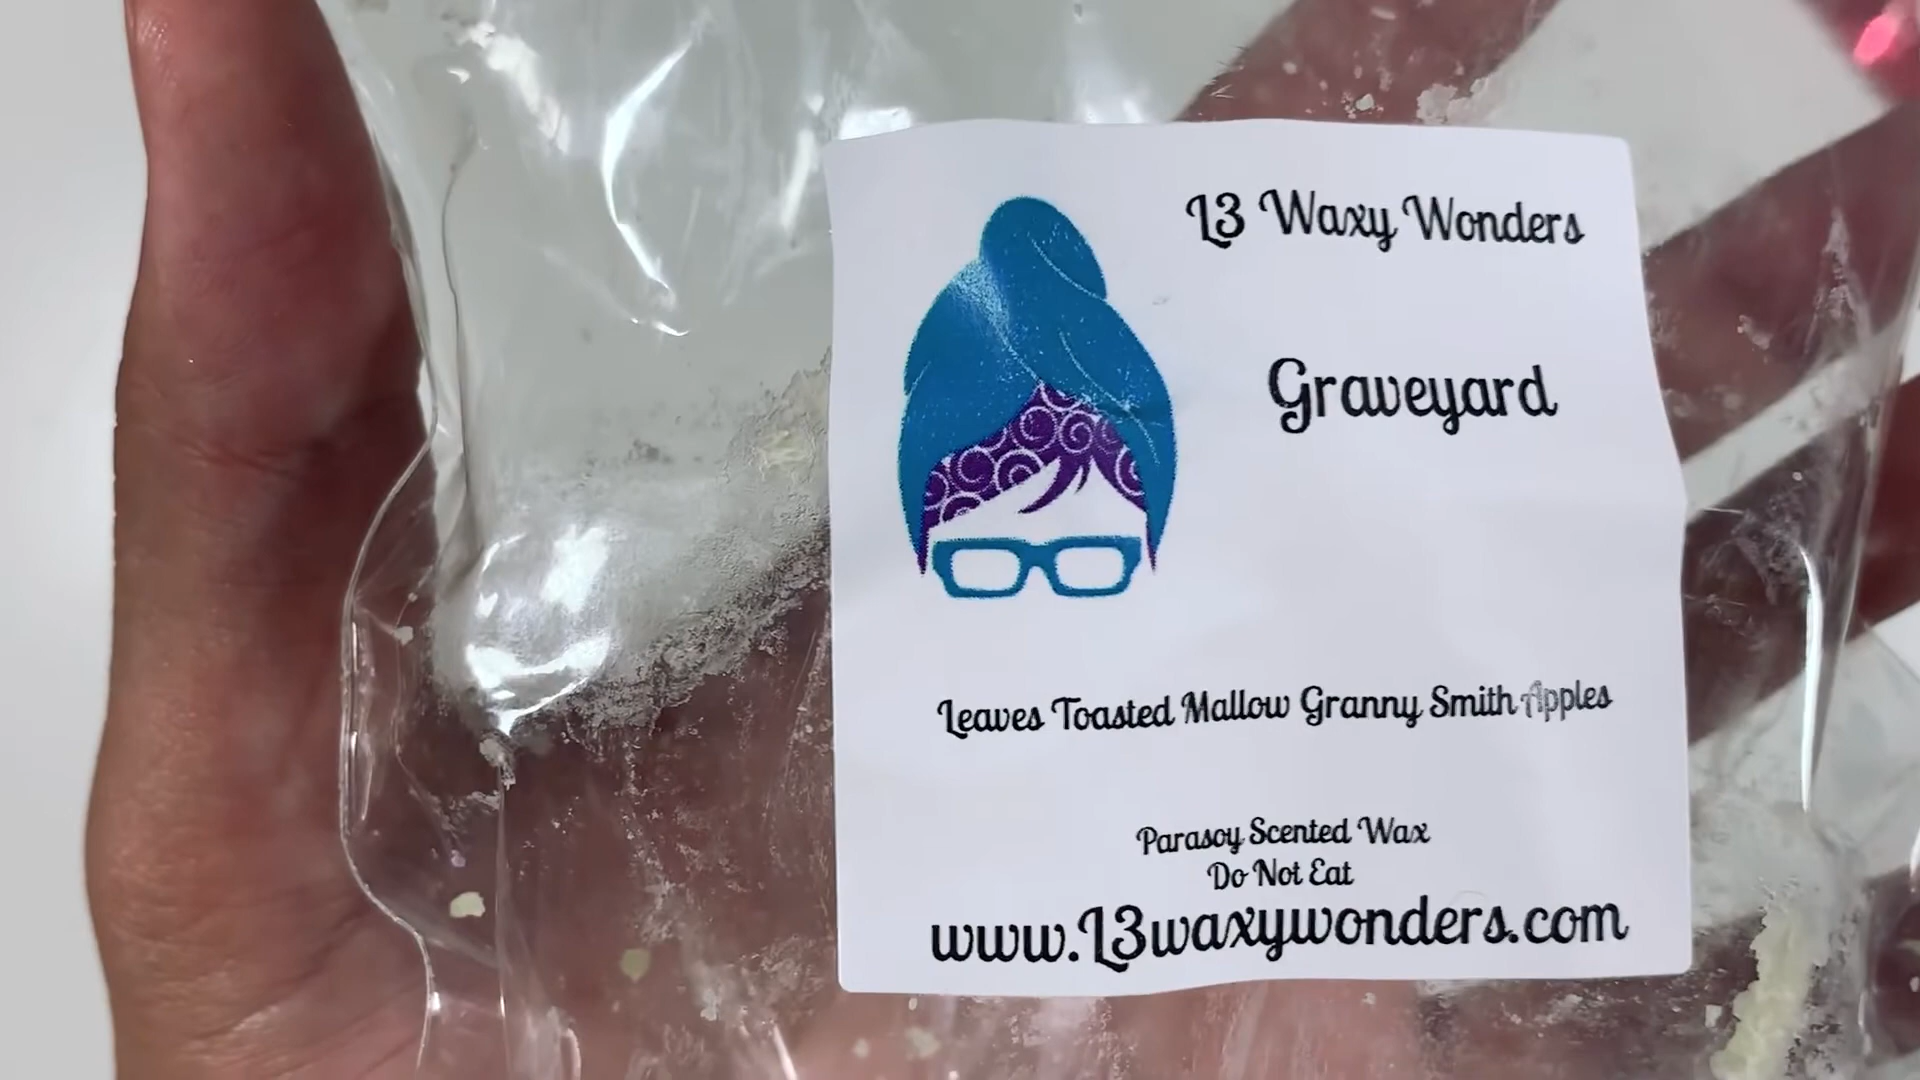 L3 Waxy Wonders
Graveyard
Leaves Toasted Mallow Granny Smith Apples
Parasoy Scented Wax
Do Not Eat
www.L3waxywonders.com